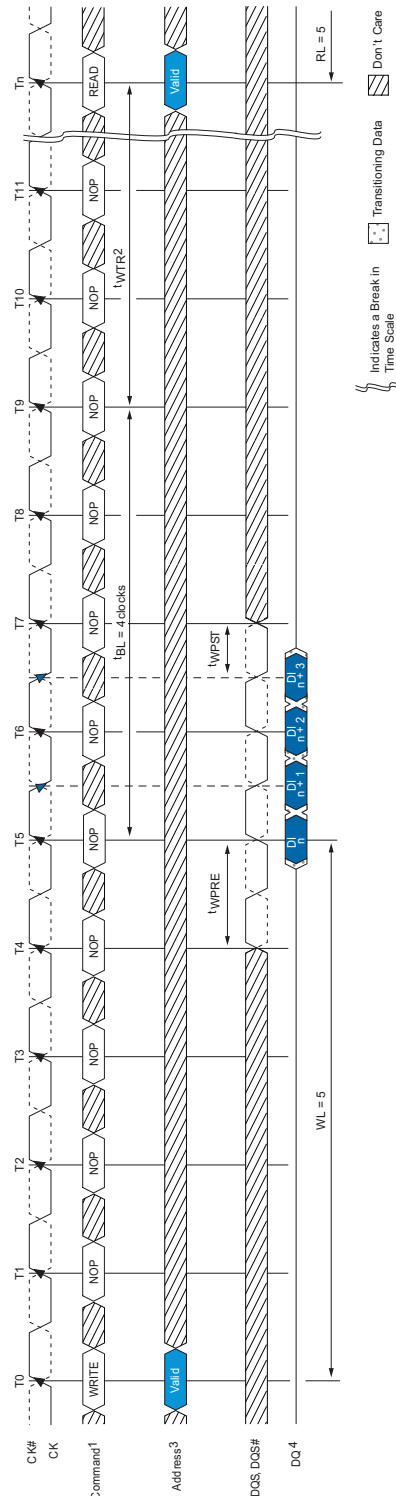 T0 T1 T2 T3 T4 T5 T6 T7 T8 T9 T10 T11 Tn
CK#
CK
Command1 WRITE NOP NOP NOP NOP NOP NOP NOP NOP NOP NOP NOP READ
tBL = 4 clocks tWTR2
Address3 Valid Valid
tWPRE tWPST
DQS, DQS#
DQ 4 DI n DI n + 1 DI n + 2 DI n + 3
WL = 5 RL = 5
Indicates a Break in
Time Scale
Transitioning Data
Don't Care